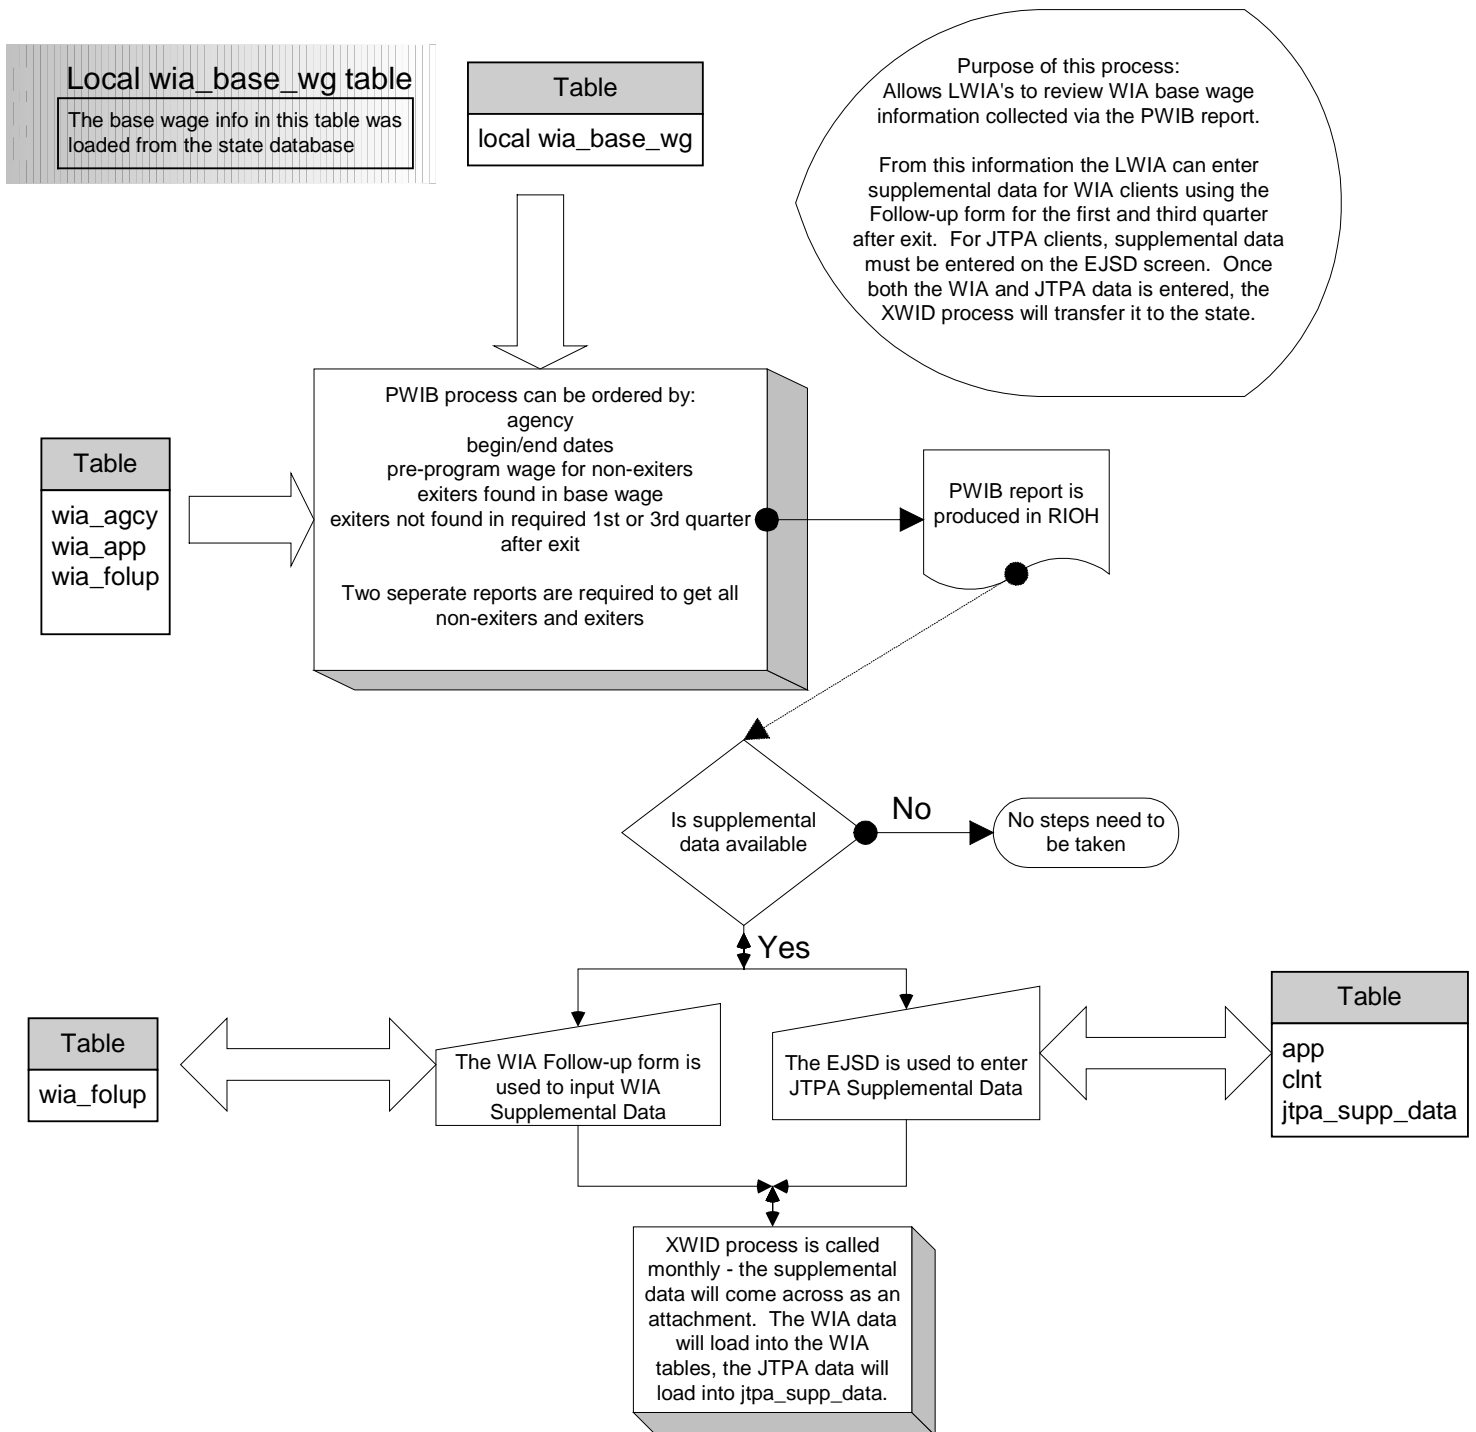 Local wia_base_wg table
The base wage info in this table was
loaded from the state database
Table
local wia_base_wg
Purpose of this process:
Allows LWIA's to review WIA base wage
information collected via the PWIB report.
From this information the LWIA can enter
supplemental data for WIA clients using the
Follow-up form for the first and third quarter
after exit.  For JTPA clients, supplemental data
must be entered on the EJSD screen.  Once
both the WIA and JTPA data is entered, the
XWID process will transfer it to the state.
Table
wia_agcy
wia_app
wia_folup
PWIB process can be ordered by:
agency
begin/end dates
pre-program wage for non-exiters
exiters found in base wage
exiters not found in required 1st or 3rd quarter
after exit
Two seperate reports are required to get all
non-exiters and exiters
PWIB report is
produced in RIOH
Is supplemental
data available
No
No steps need to
be taken
Yes
Table
wia_folup
The WIA Follow-up form is
used to input WIA
Supplemental Data
The EJSD is used to enter
JTPA Supplemental Data
Table
app
clnt
jtpa_supp_data
XWID process is called
monthly - the supplemental
data will come across as an
attachment.  The WIA data
will load into the WIA
tables, the JTPA data will
load into jtpa_supp_data.